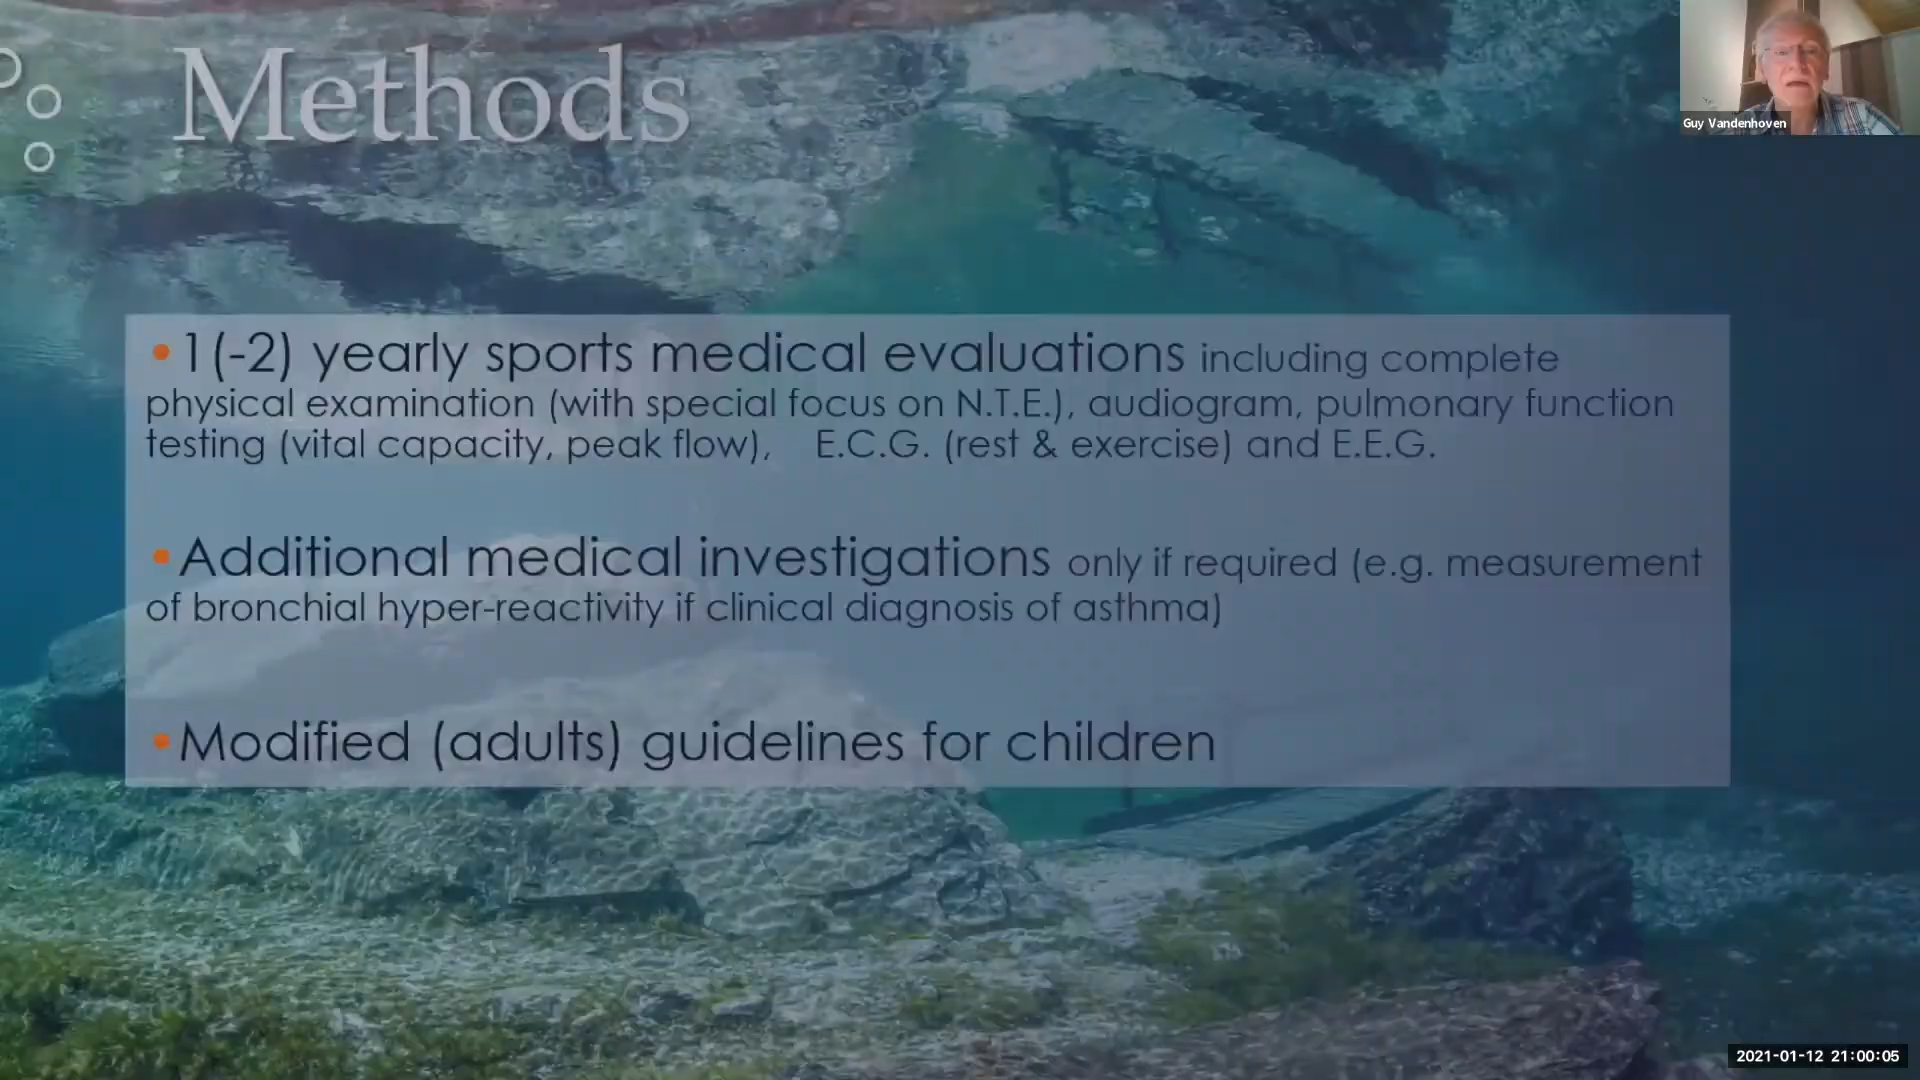 Methods
Guy Vandenhoven
•1(-2) yearly sports medical evaluations including complete
physical examination (with special focus on N.T.E.), audiogram, pulmonary function
testing (vital capacity, peak flow), E.C.G. (rest & exercise) and E.E.G.
•Additional medical investigations only if required (e.g. measurement
of bronchial hyper-reactivity if clinical diagnosis of asthma)
•Modified (adults) guidelines for children
2021-01-12 21:00:05